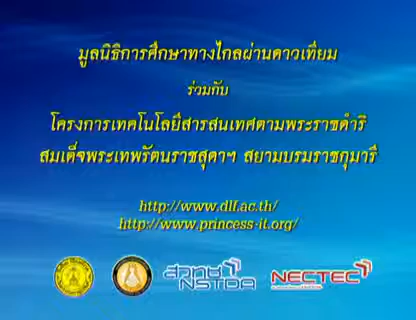 มูลนิธิการศึกษาทางไกลผ่านดาวเทียม
ร่วมกับ
โครงการเทคโนโลยีสารสนเทศตามพระราชดำริ
สมเด็จพระเทพรัตนราชสุดาฯ สยามบรมราชกุมารี
http://www.dlf.ac.th/
http://www.princess-it.org/
สวทช
NSTDA
NECTEC